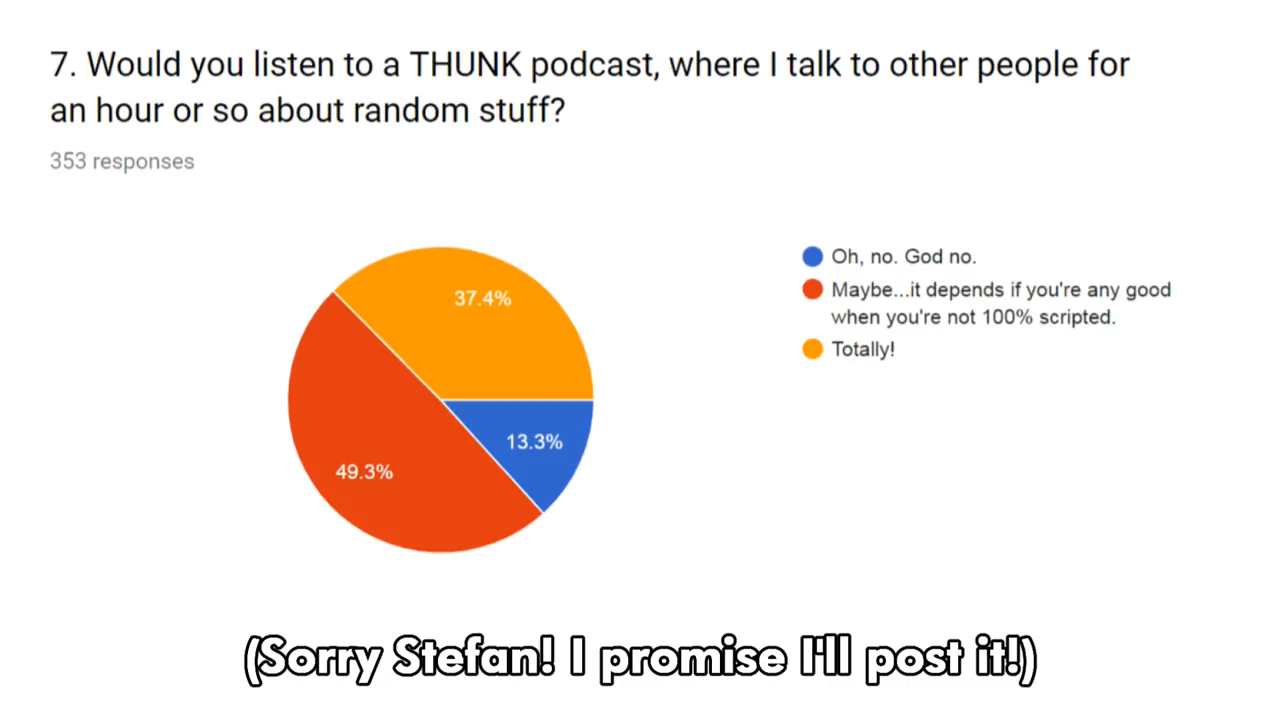 7. Would you listen to a THUNK podcast, where I talk to other people for
an hour or so about random stuff?
353 responses
37.4%
13.3%
49.3%
Oh, no. God no.
Maybe...it depends if you're any good
when you're not 100% scripted.
Totally!
(Sorry Stefan! I promise I'll post it!)